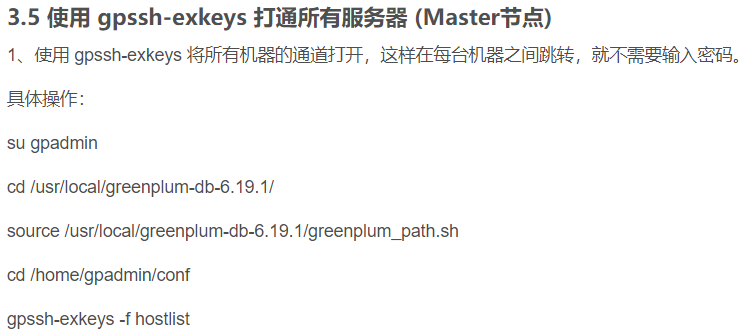 3.5 使用 gpssh-exkeys 打通所有服务器 (Master节点)
1、使用 gpssh-exkeys 将所有机器的通道打开，这样在每台机器之间跳转，就不需要输入密码。
具体操作：
su gpadmin
cd /usr/local/greenplum-db-6.19.1/
source /usr/local/greenplum-db-6.19.1/greenplum_path.sh
cd /home/gpadmin/conf
gpssh-exkeys -f hostlist